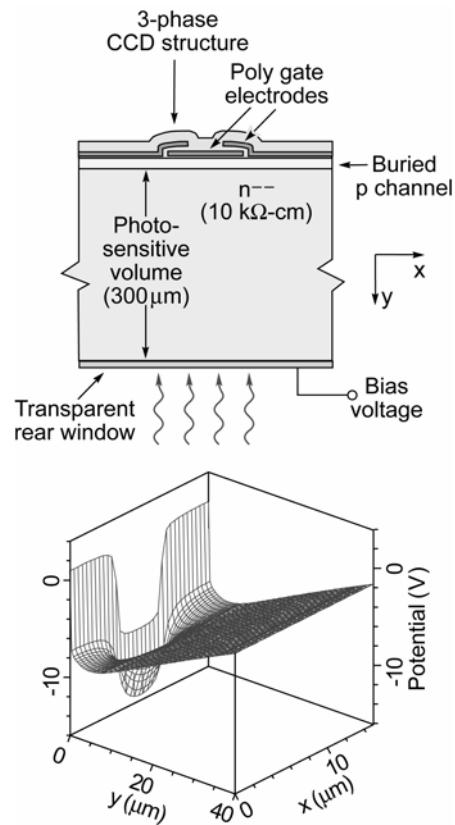 3-phase
CCD structure
Poly gate
electrodes
Buried
p channel
n--
(10 kΩ-cm)
Photo-
sensitive
volume
(300μm)
x
y
Transparent
rear window
Bias
voltage
0
-10
0
-10
Potential (V)
0
20
40
y (μm)
0
10
x (μm)